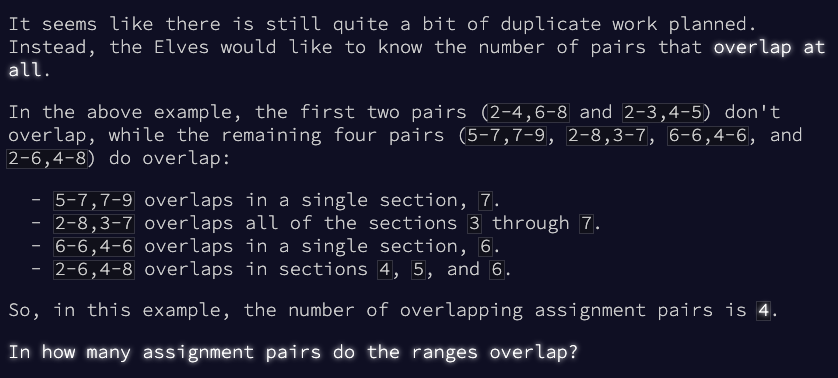 It seems like there is still quite a bit of duplicate work planned.
Instead, the Elves would like to know the number of pairs that overlap at
all.
In the above example, the first two pairs (2-4,6-8 and 2-3,4-5) don't
overlap, while the remaining four pairs (5-7,7-9, 2-8,3-7, 6-6,4-6, and
2-6,4-8) do overlap:
- 5-7,7-9 overlaps in a single section, 7.
- 2-8,3-7 overlaps all of the sections 3 through 7.
- 6-6,4-6 overlaps in a single section, 6.
- 2-6,4-8 overlaps in sections 4, 5, and 6.
So, in this example, the number of overlapping assignment pairs is 4.
In how many assignment pairs do the ranges overlap?